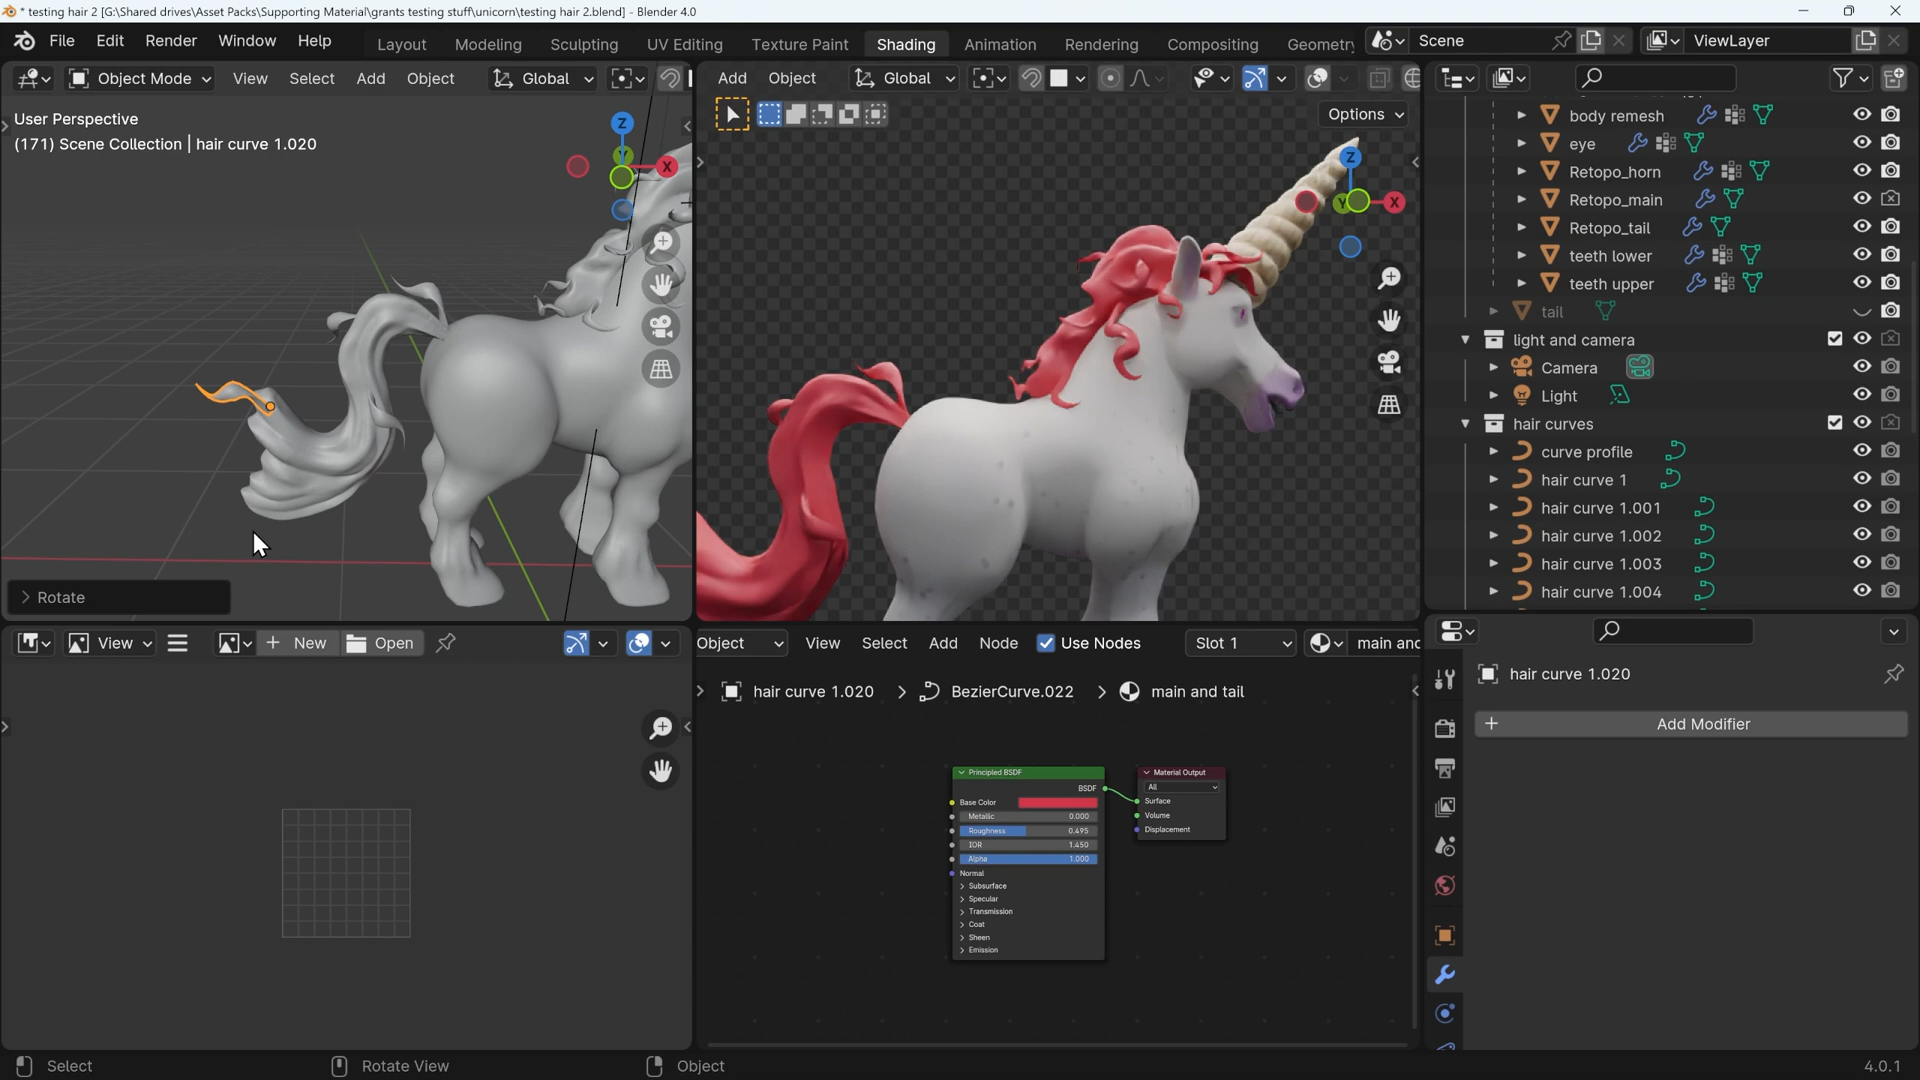 * testing hair 2 [G:\Shared drives\Asset Packs\Supporting Material\grants testing stuff\unicorn\testing hair 2.blend] - Blender 4.0
File Edit Render Window Help
Layout Modeling Sculpting UV Editing Texture Paint Shading Animation Rendering Compositing Geometry
Scene
ViewLayer
Object Mode View Select Add Object Global
User Perspective
(171) Scene Collection | hair curve 1.020
Z
Y
X
Rotate
Add Object Global
Options
Z
Y
X
body remesh
eye
Retopo_horn
Retopo_main
Retopo_tail
teeth lower
teeth upper
tail
light and camera
Camera
Light
hair curves
curve profile
hair curve 1
hair curve 1.001
hair curve 1.002
hair curve 1.003
hair curve 1.004
View New Open
Object View Select Add Node Use Nodes Slot 1 main and
hair curve 1.020 BezierCurve.022 main and tail
Principled BSDF
BSDF
Base Color
Metallic 0.000
Roughness 0.495
IOR 1.450
Alpha 1.000
Normal
Subsurface
Specular
Transmission
Coat
Sheen
Emission
Material Output
All
Surface
Volume
Displacement
hair curve 1.020
Add Modifier
Select
Rotate View
Object
4.0.1